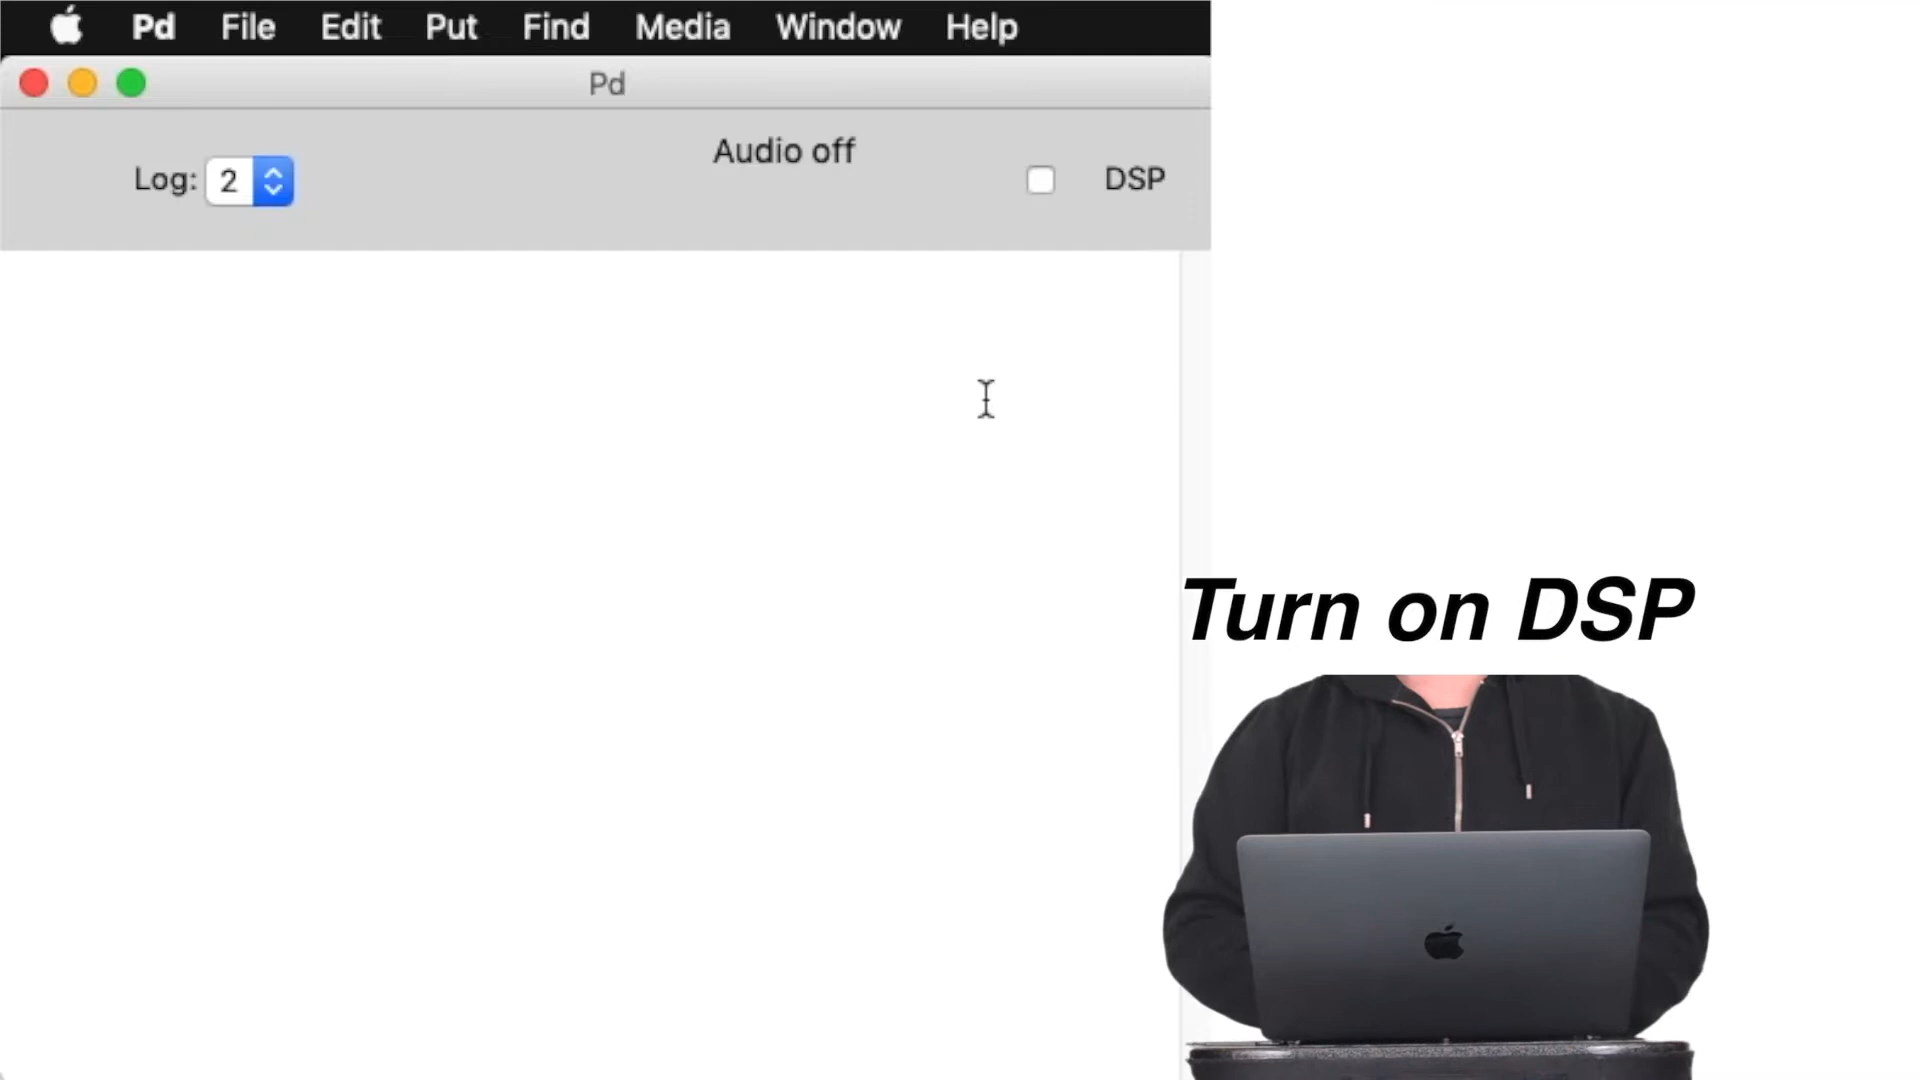 Pd File Edit Put Find Media Window Help
Pd
Audio off
Log: 2
DSP
Turn on DSP